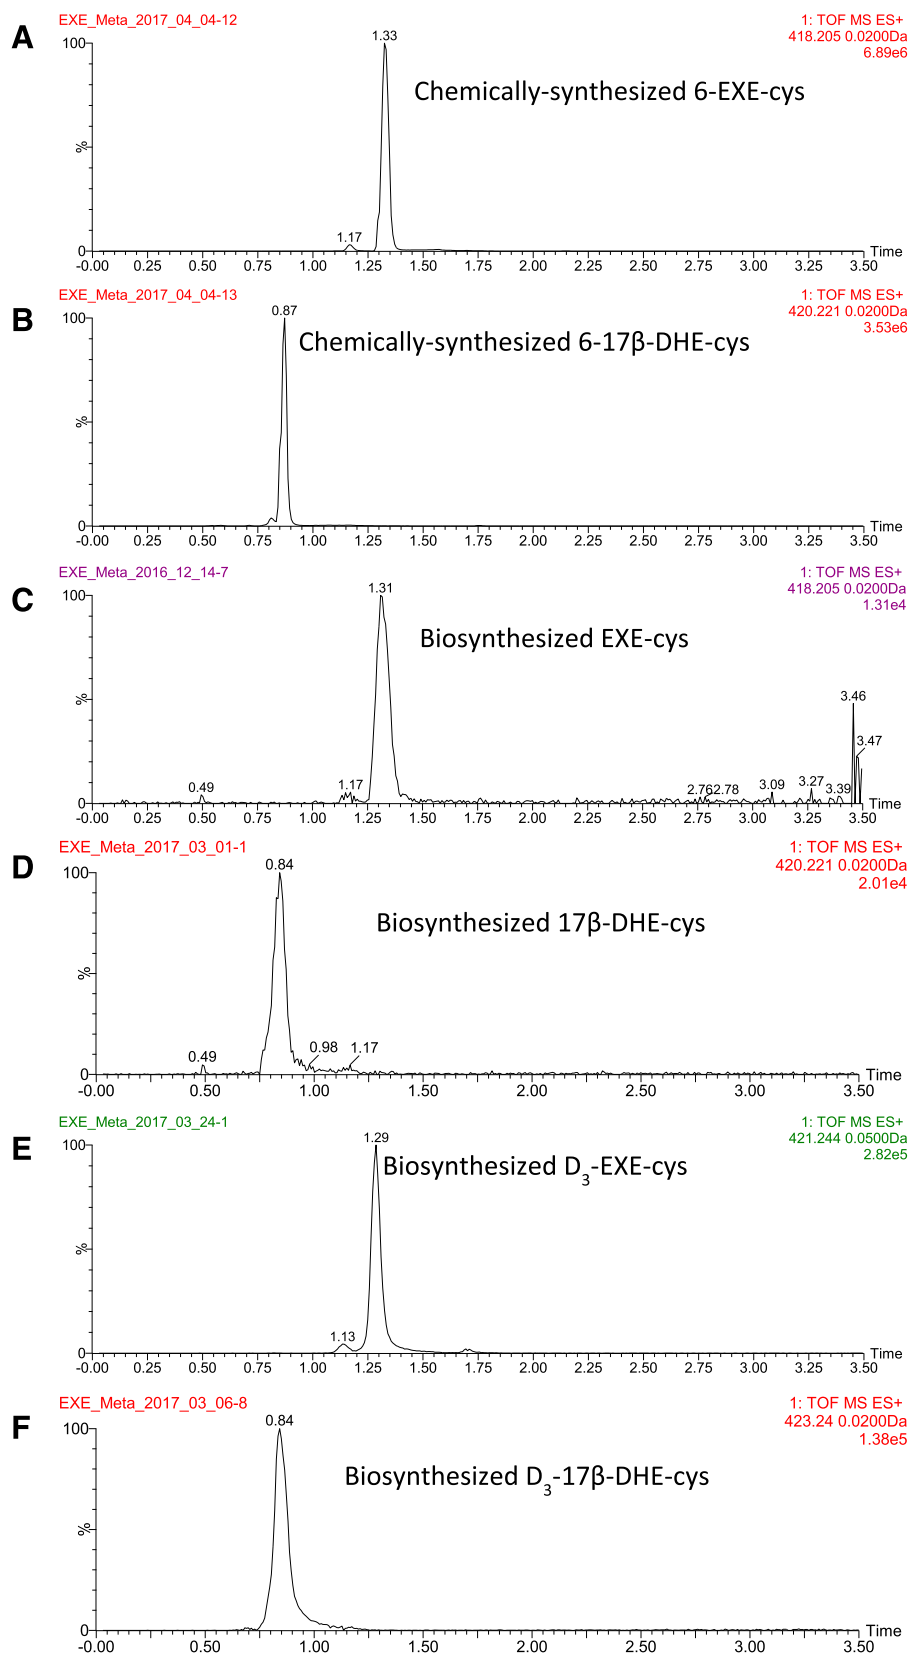 A
EXE_Meta_2017_04_04-12
1: TOF MS ES+
418.205 0.0200Da
6.89e6
100
1.33
Chemically-synthesized 6-EXE-cys
%
1.17
0
-0.00 0.25 0.50 0.75 1.00 1.25 1.50 1.75 2.00 2.25 2.50 2.75 3.00 3.25 3.50
Time
B
EXE_Meta_2017_04_04-13
1: TOF MS ES+
420.221 0.0200Da
3.53e6
100
0.87
Chemically-synthesized 6-17β-DHE-cys
%
0
-0.00 0.25 0.50 0.75 1.00 1.25 1.50 1.75 2.00 2.25 2.50 2.75 3.00 3.25 3.50
Time
C
EXE_Meta_2016_12_14-7
1: TOF MS ES+
418.205 0.0200Da
1.31e4
100
1.31
Biosynthesized EXE-cys
%
3.46
3.47
0.49
1.17
2.76 2.78
3.09
3.27
3.39
0
-0.00 0.25 0.50 0.75 1.00 1.25 1.50 1.75 2.00 2.25 2.50 2.75 3.00 3.25 3.50
Time
D
EXE_Meta_2017_03_01-1
1: TOF MS ES+
420.221 0.0200Da
2.01e4
100
0.84
Biosynthesized 17β-DHE-cys
%
0.49
0.98
1.17
0
-0.00 0.50 1.00 1.50 2.00 2.50 3.00 3.50
Time
E
EXE_Meta_2017_03_24-1
1: TOF MS ES+
421.244 0.0500Da
2.82e5
100
1.29
Biosynthesized D3-EXE-cys
%
1.13
0
-0.00 0.25 0.50 0.75 1.00 1.25 1.50 1.75 2.00 2.25 2.50 2.75 3.00 3.25 3.50
Time
F
EXE_Meta_2017_03_06-8
1: TOF MS ES+
423.24 0.0200Da
1.38e5
100
0.84
Biosynthesized D3-17β-DHE-cys
%
0
-0.00 0.50 1.00 1.50 2.00 2.50 3.00 3.50
Time